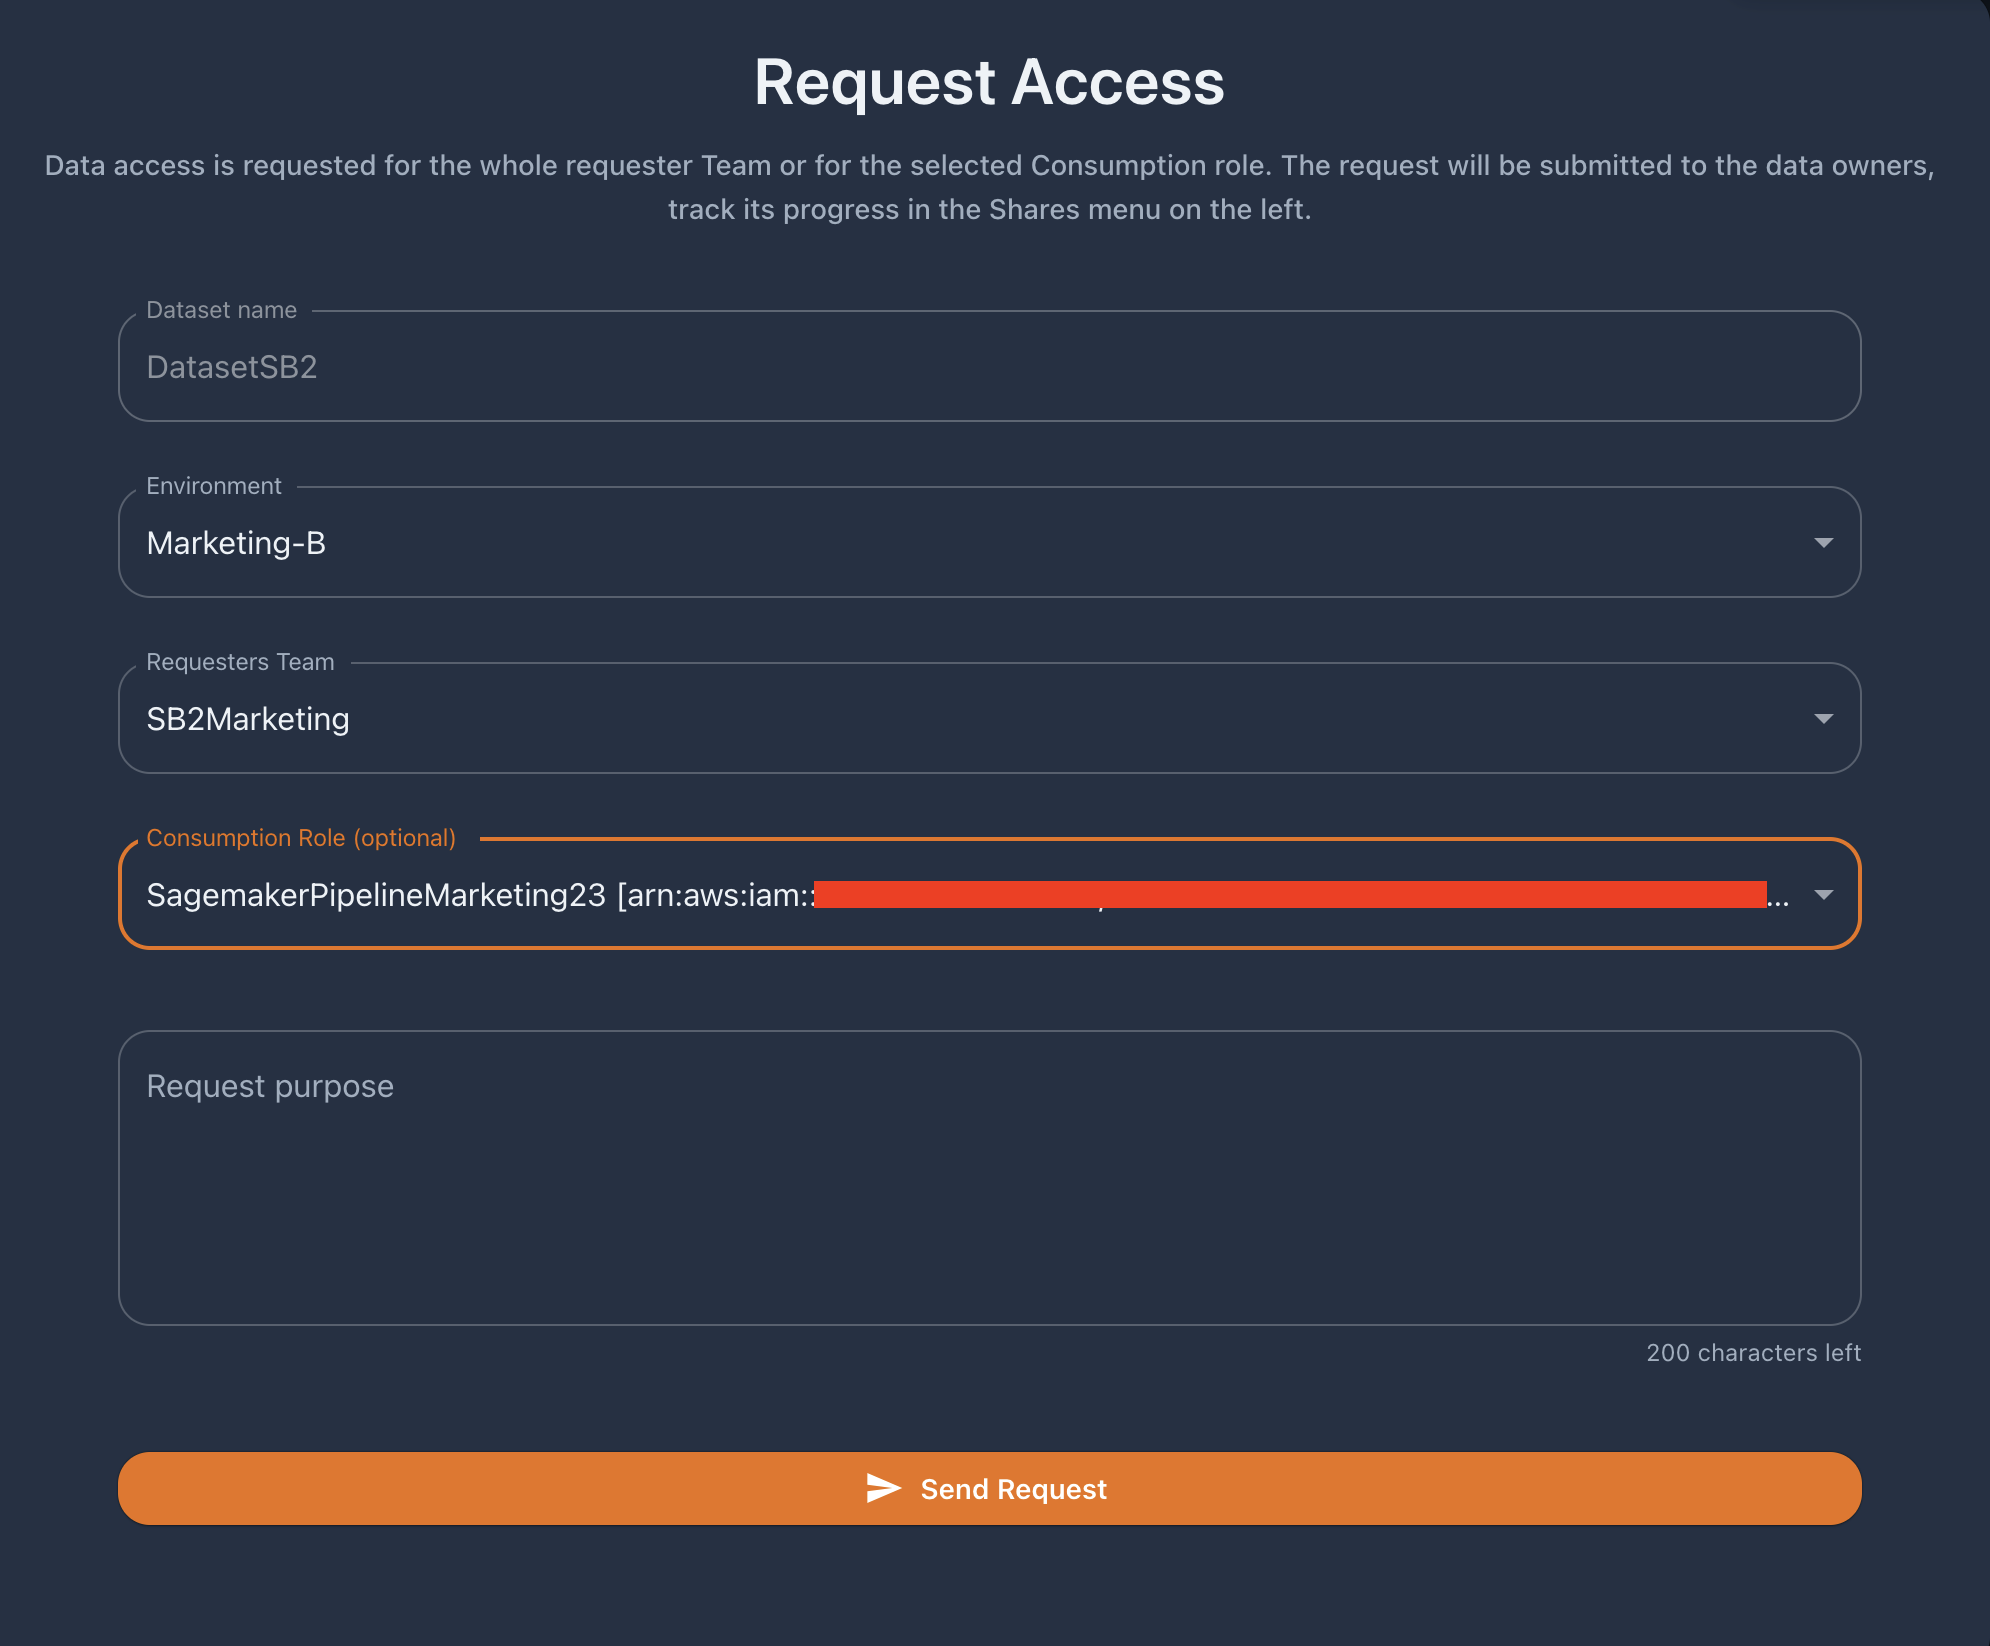 Request Access
Data access is requested for the whole requester Team or for the selected Consumption role. The request will be submitted to the data owners,
track its progress in the Shares menu on the left.
Dataset name
DatasetSB2
Environment
Marketing-B
Requesters Team
SB2Marketing
Consumption Role (optional)
SagemakerPipelineMarketing23 [arn:aws:iam::...
Request purpose
200 characters left
Send Request